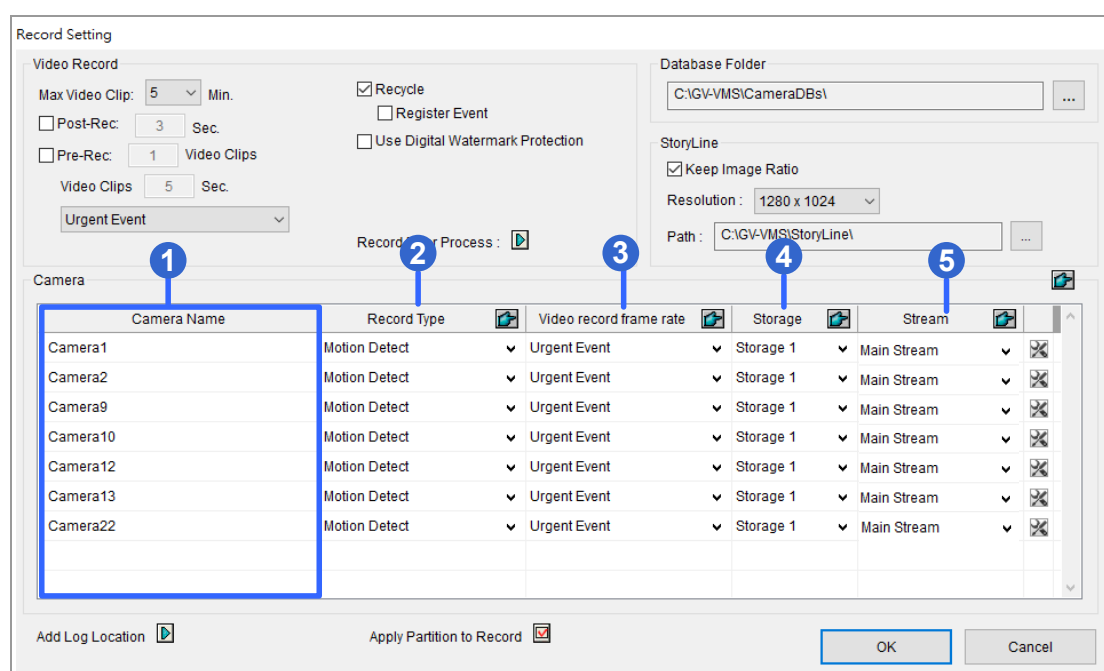 Record Setting
Video Record
Max Video Clip: 5 Min.
Post-Rec: 3 Sec.
Pre-Rec: 1 Video Clips
Video Clips 5 Sec.
Urgent Event
Recycle
Register Event
Use Digital Watermark Protection
Record Process :
Database Folder
C:\GV-VMS\CameraDBs\
...
StoryLine
Keep Image Ratio
Resolution : 1280 x 1024
Path : C:\GV-VMS\StoryLine\
...
1 2 3 4 5
Camera
Camera Name Record Type Video record frame rate Storage Stream
Camera1 Motion Detect Urgent Event Storage 1 Main Stream
Camera2 Motion Detect Urgent Event Storage 1 Main Stream
Camera9 Motion Detect Urgent Event Storage 1 Main Stream
Camera10 Motion Detect Urgent Event Storage 1 Main Stream
Camera12 Motion Detect Urgent Event Storage 1 Main Stream
Camera13 Motion Detect Urgent Event Storage 1 Main Stream
Camera22 Motion Detect Urgent Event Storage 1 Main Stream
Add Log Location
Apply Partition to Record
OK
Cancel